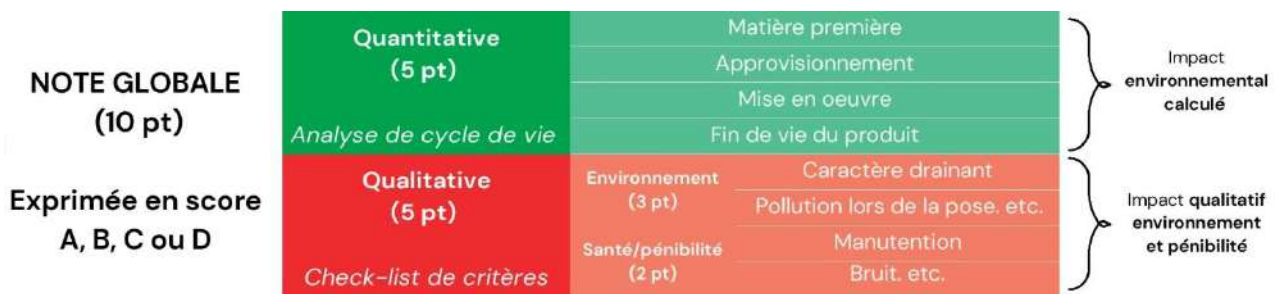 NOTE GLOBALE
(10 pt)
Exprimée en score
A, B, C ou D
Quantitative
(5 pt)
Analyse de cycle de vie
Matière première
Approvisionnement
Mise en oeuvre
Fin de vie du produit
Impact
environnemental
calculé
Qualitative
(5 pt)
Check-list de critères
Environnement
(3 pt)
Caractère drainant
Pollution lors de la pose. etc.
Santé/pénibilité
(2 pt)
Manutention
Bruit. etc.
Impact qualitatif
environnement
et pénibilité